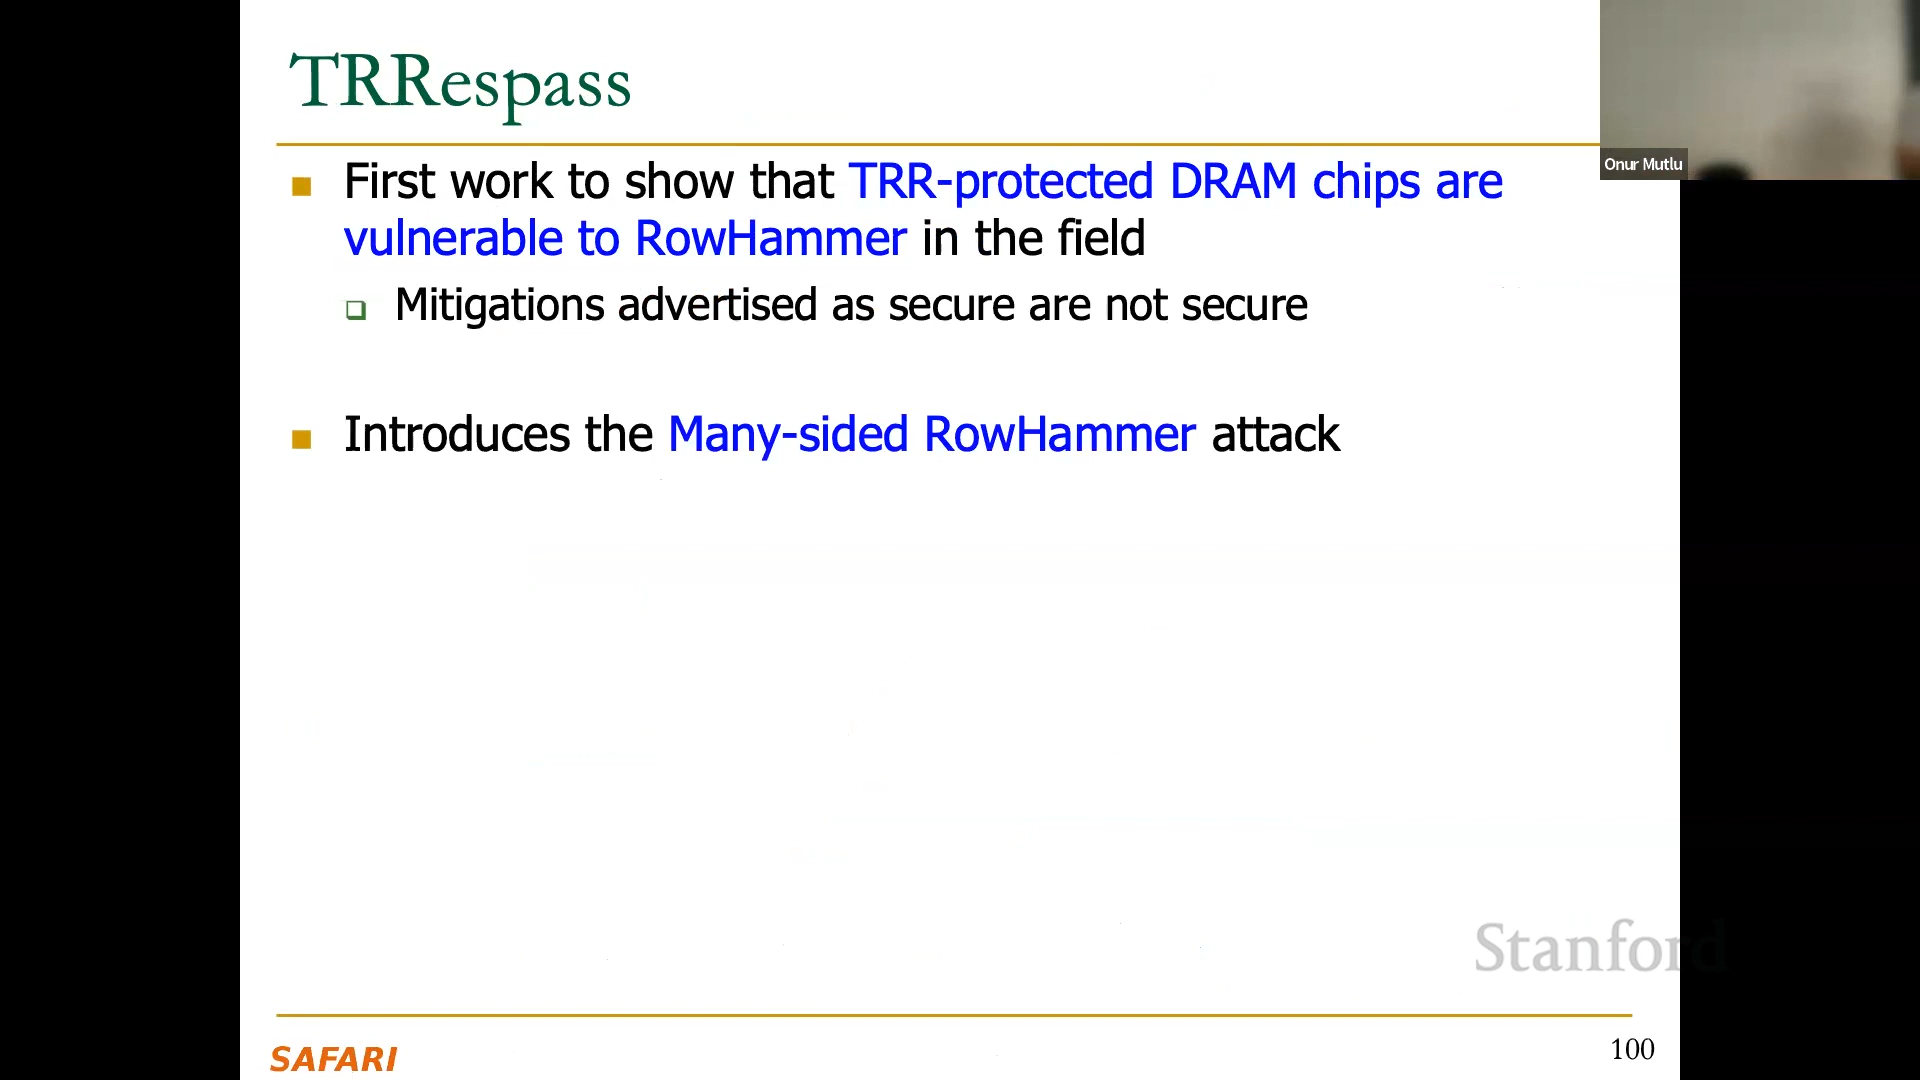 TRRespass
Onur Mutlu
First work to show that TRR-protected DRAM chips are
vulnerable to RowHammer in the field
Mitigations advertised as secure are not secure
Introduces the Many-sided RowHammer attack
Stanford
SAFARI
100